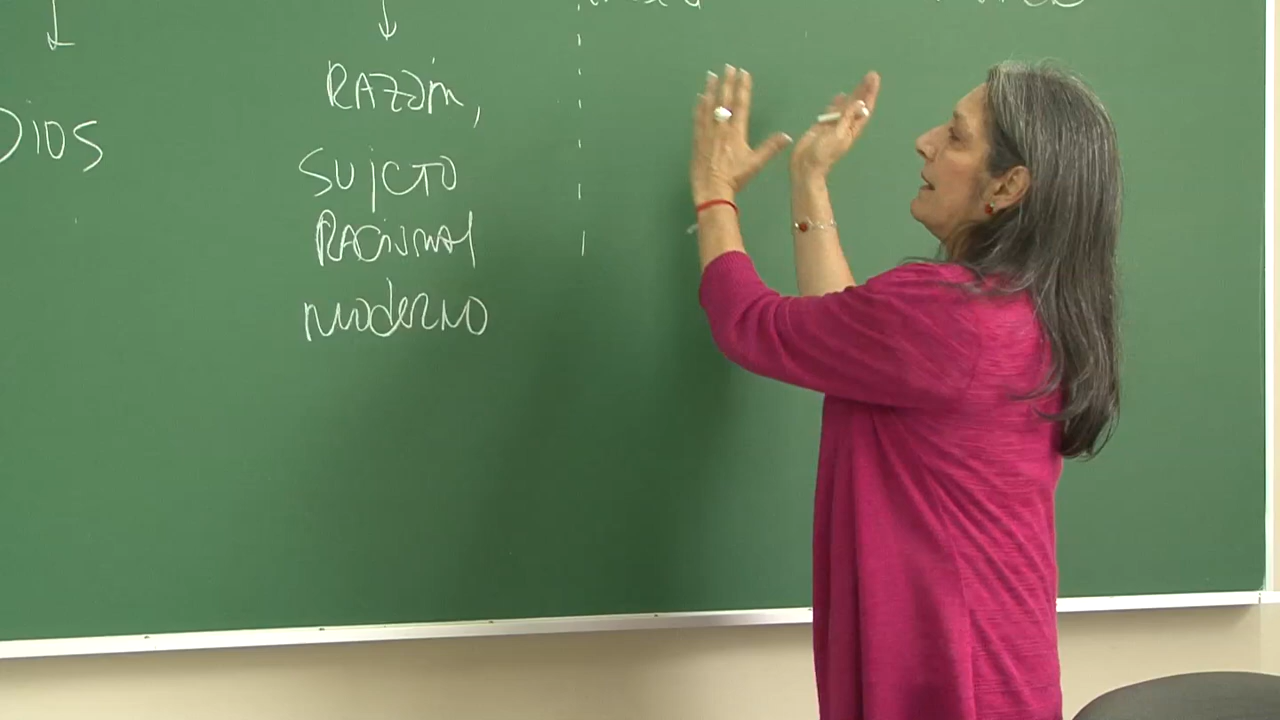 Dios
Razón,
Sujeto
Racional
moderno